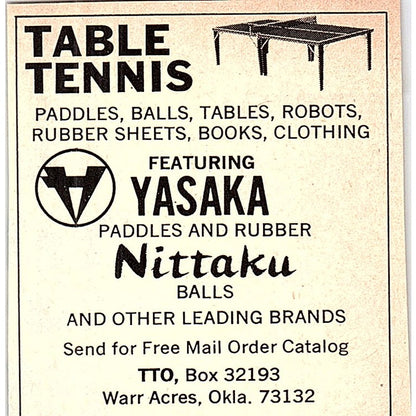 TABLE
TENNIS
PADDLES, BALLS, TABLES, ROBOTS,
RUBBER SHEETS, BOOKS, CLOTHING
FEATURING
YASAKA
PADDLES AND RUBBER
Nittaku
BALLS
AND OTHER LEADING BRANDS
Send for Free Mail Order Catalog
TTO, Box 32193
Warr Acres, Okla. 73132